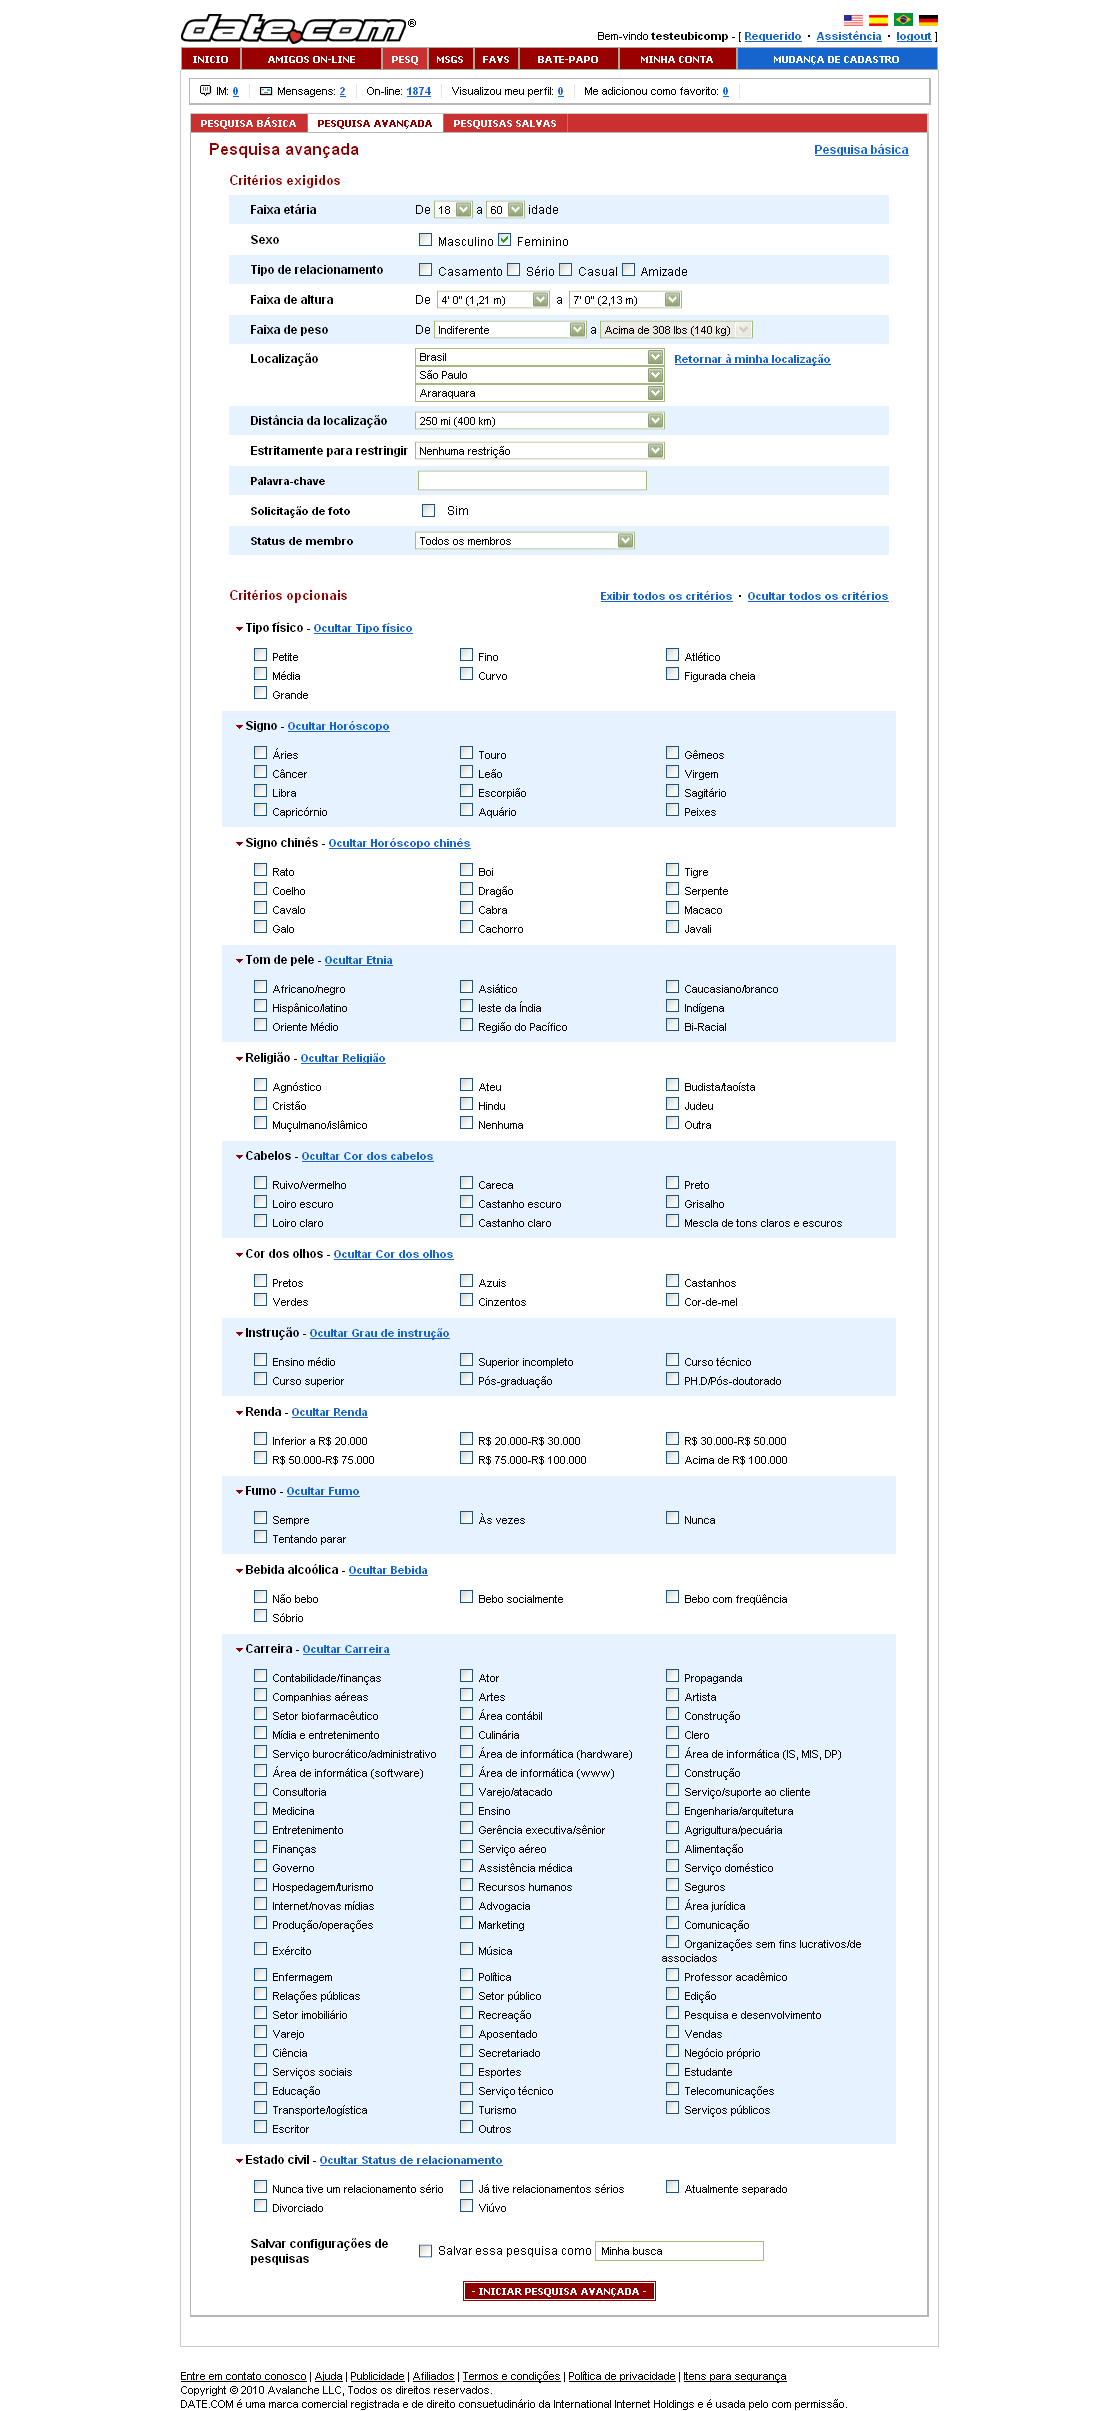 date.com®
Bem-vindo testeubicomp - [ Requerido · Assistência · logout ]
INICIO AMIGOS ON-LINE PESQ MSGS FAVS BATE-PAPO MINHA CONTA MUDANÇA DE CADASTRO
IM: 0 Mensagens: 2 On-line: 1874 Visualizou meu perfil: 0 Me adicionou como favorito: 0
PESQUISA BÁSICA PESQUISA AVANÇADA PESQUISAS SALVAS
Pesquisa avançada Pesquisa básica
Critérios exigidos
Faixa etária De 18 a 60 idade
Sexo Masculino Feminino
Tipo de relacionamento Casamento Sério Casual Amizade
Faixa de altura De 4' 0" (1,21 m) a 7' 0" (2,13 m)
Faixa de peso De Indiferente a Acima de 308 lbs (140 kg)
Localização Brasil Retornar à minha localização
São Paulo
Araraquara
Distância da localização 250 mi (400 km)
Estritamente para restringir Nenhuma restrição
Palavra-chave
Solicitação de foto Sim
Status de membro Todos os membros
Critérios opcionais Exibir todos os critérios · Ocultar todos os critérios
Tipo físico - Ocultar Tipo físico
Petite Fino Atlético
Média Curvo Figurada cheia
Grande
Signo - Ocultar Horóscopo
Áries Touro Gêmeos
Câncer Leão Virgem
Libra Escorpião Sagitário
Capricórnio Aquário Peixes
Signo chinês - Ocultar Horóscopo chinês
Rato Boi Tigre
Coelho Dragão Serpente
Cavalo Cabra Macaco
Galo Cachorro Javali
Tom de pele - Ocultar Etnia
Africano/negro Asiático Caucasiano/branco
Hispânico/latino leste da Índia Indígena
Oriente Médio Região do Pacífico Bi-Racial
Religião - Ocultar Religião
Agnóstico Ateu Budista/taoísta
Cristão Hindu Judeu
Muçulmano/islâmico Nenhuma Outra
Cabelos - Ocultar Cor dos cabelos
Ruivo/vermelho Careca Preto
Loiro escuro Castanho escuro Grisalho
Loiro claro Castanho claro Mescla de tons claros e escuros
Cor dos olhos - Ocultar Cor dos olhos
Pretos Azuis Castanhos
Verdes Cinzentos Cor-de-mel
Instrução - Ocultar Grau de instrução
Ensino médio Superior incompleto Curso técnico
Curso superior Pós-graduação PH.D/Pós-doutorado
Renda - Ocultar Renda
Inferior a R$ 20.000 R$ 20.000-R$ 30.000 R$ 30.000-R$ 50.000
R$ 50.000-R$ 75.000 R$ 75.000-R$ 100.000 Acima de R$ 100.000
Fumo - Ocultar Fumo
Sempre Às vezes Nunca
Tentando parar
Bebida alcoólica - Ocultar Bebida
Não bebo Bebo socialmente Bebo com freqüência
Sóbrio
Carreira - Ocultar Carreira
Contabilidade/finanças Ator Propaganda
Companhias aéreas Artes Artista
Setor biofarmacêutico Área contábil Construção
Mídia e entretenimento Culinária Clero
Serviço burocrático/administrativo Área de informática (hardware) Área de informática (IS, MIS, DP)
Área de informática (software) Área de informática (www) Construção
Consultoria Varejo/atacado Serviço/suporte ao cliente
Medicina Ensino Engenharia/arquitetura
Entretenimento Gerência executiva/sênior Agrigultura/pecuária
Finanças Serviço aéreo Alimentação
Governo Assistência médica Serviço doméstico
Hospedagem/turismo Recursos humanos Seguros
Internet/novas mídias Advogacia Área jurídica
Produção/operações Marketing Comunicação
Exército Música Organizações sem fins lucrativos/de
associados
Enfermagem Política Professor acadêmico
Relações públicas Setor público Edição
Setor imobiliário Recreação Pesquisa e desenvolvimento
Varejo Aposentado Vendas
Ciência Secretariado Negócio próprio
Serviços sociais Esportes Estudante
Educação Serviço técnico Telecomunicações
Transporte/logística Turismo Serviços públicos
Escritor Outros
Estado civil - Ocultar Status de relacionamento
Nunca tive um relacionamento sério Já tive relacionamentos sérios Atualmente separado
Divorciado Viúvo
Salvar configurações de
pesquisas Salvar essa pesquisa como Minha busca
- INICIAR PESQUISA AVANÇADA -
Entre em contato conosco | Ajuda | Publicidade | Afiliados | Termos e condições | Política de privacidade | Itens para segurança
Copyright © 2010 Avalanche LLC, Todos os direitos reservados.
DATE.COM é uma marca comercial registrada e de direito consuetudinário da International Internet Holdings e é usada pelo com permissão.